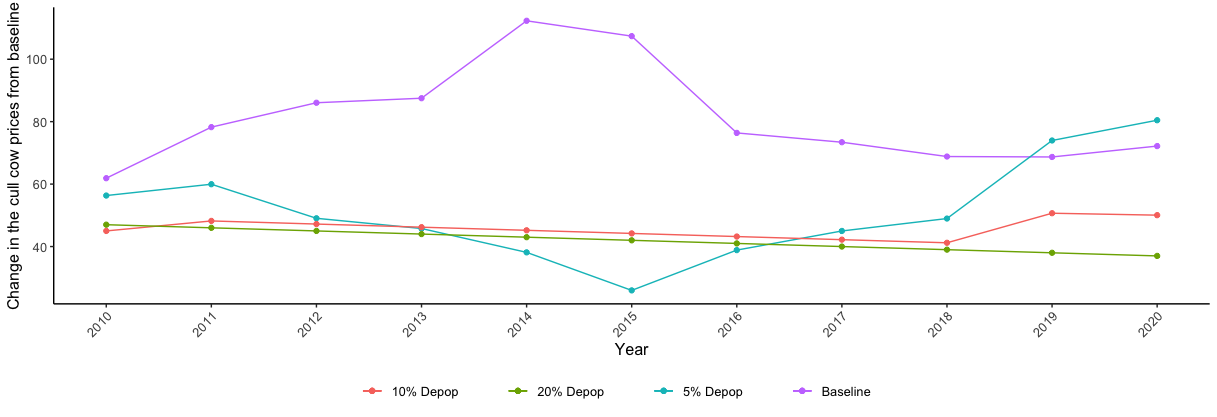 Change in the cull cow prices from baseline
100
80
60
40
2010 2011 2012 2013 2014 2015 2016 2017 2018 2019 2020
Year
10% Depop 20% Depop 5% Depop Baseline